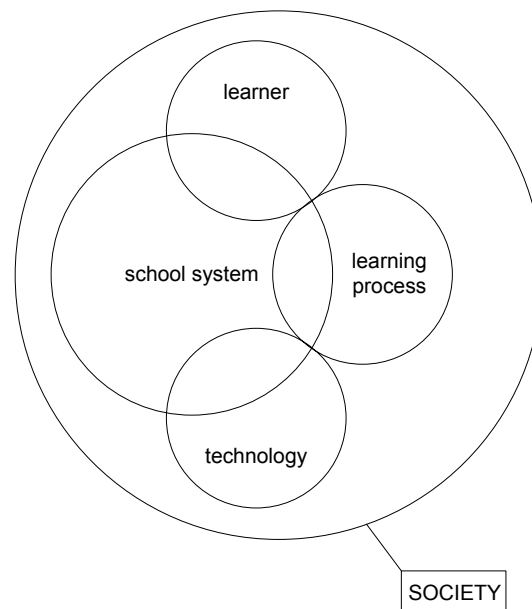 learner
school system
learning
process
technology
SOCIETY